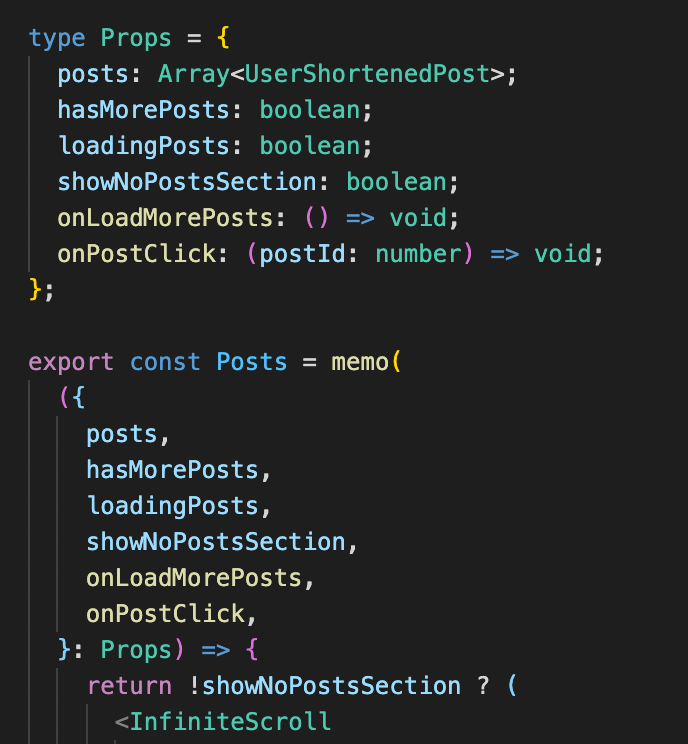 type Props = {
  posts: Array<UserShortenedPost>;
  hasMorePosts: boolean;
  loadingPosts: boolean;
  showNoPostsSection: boolean;
  onLoadMorePosts: () => void;
  onPostClick: (postId: number) => void;
};

export const Posts = memo(
  ({
    posts,
    hasMorePosts,
    loadingPosts,
    showNoPostsSection,
    onLoadMorePosts,
    onPostClick,
  }: Props) => {
    return !showNoPostsSection ? (
      <InfiniteScroll